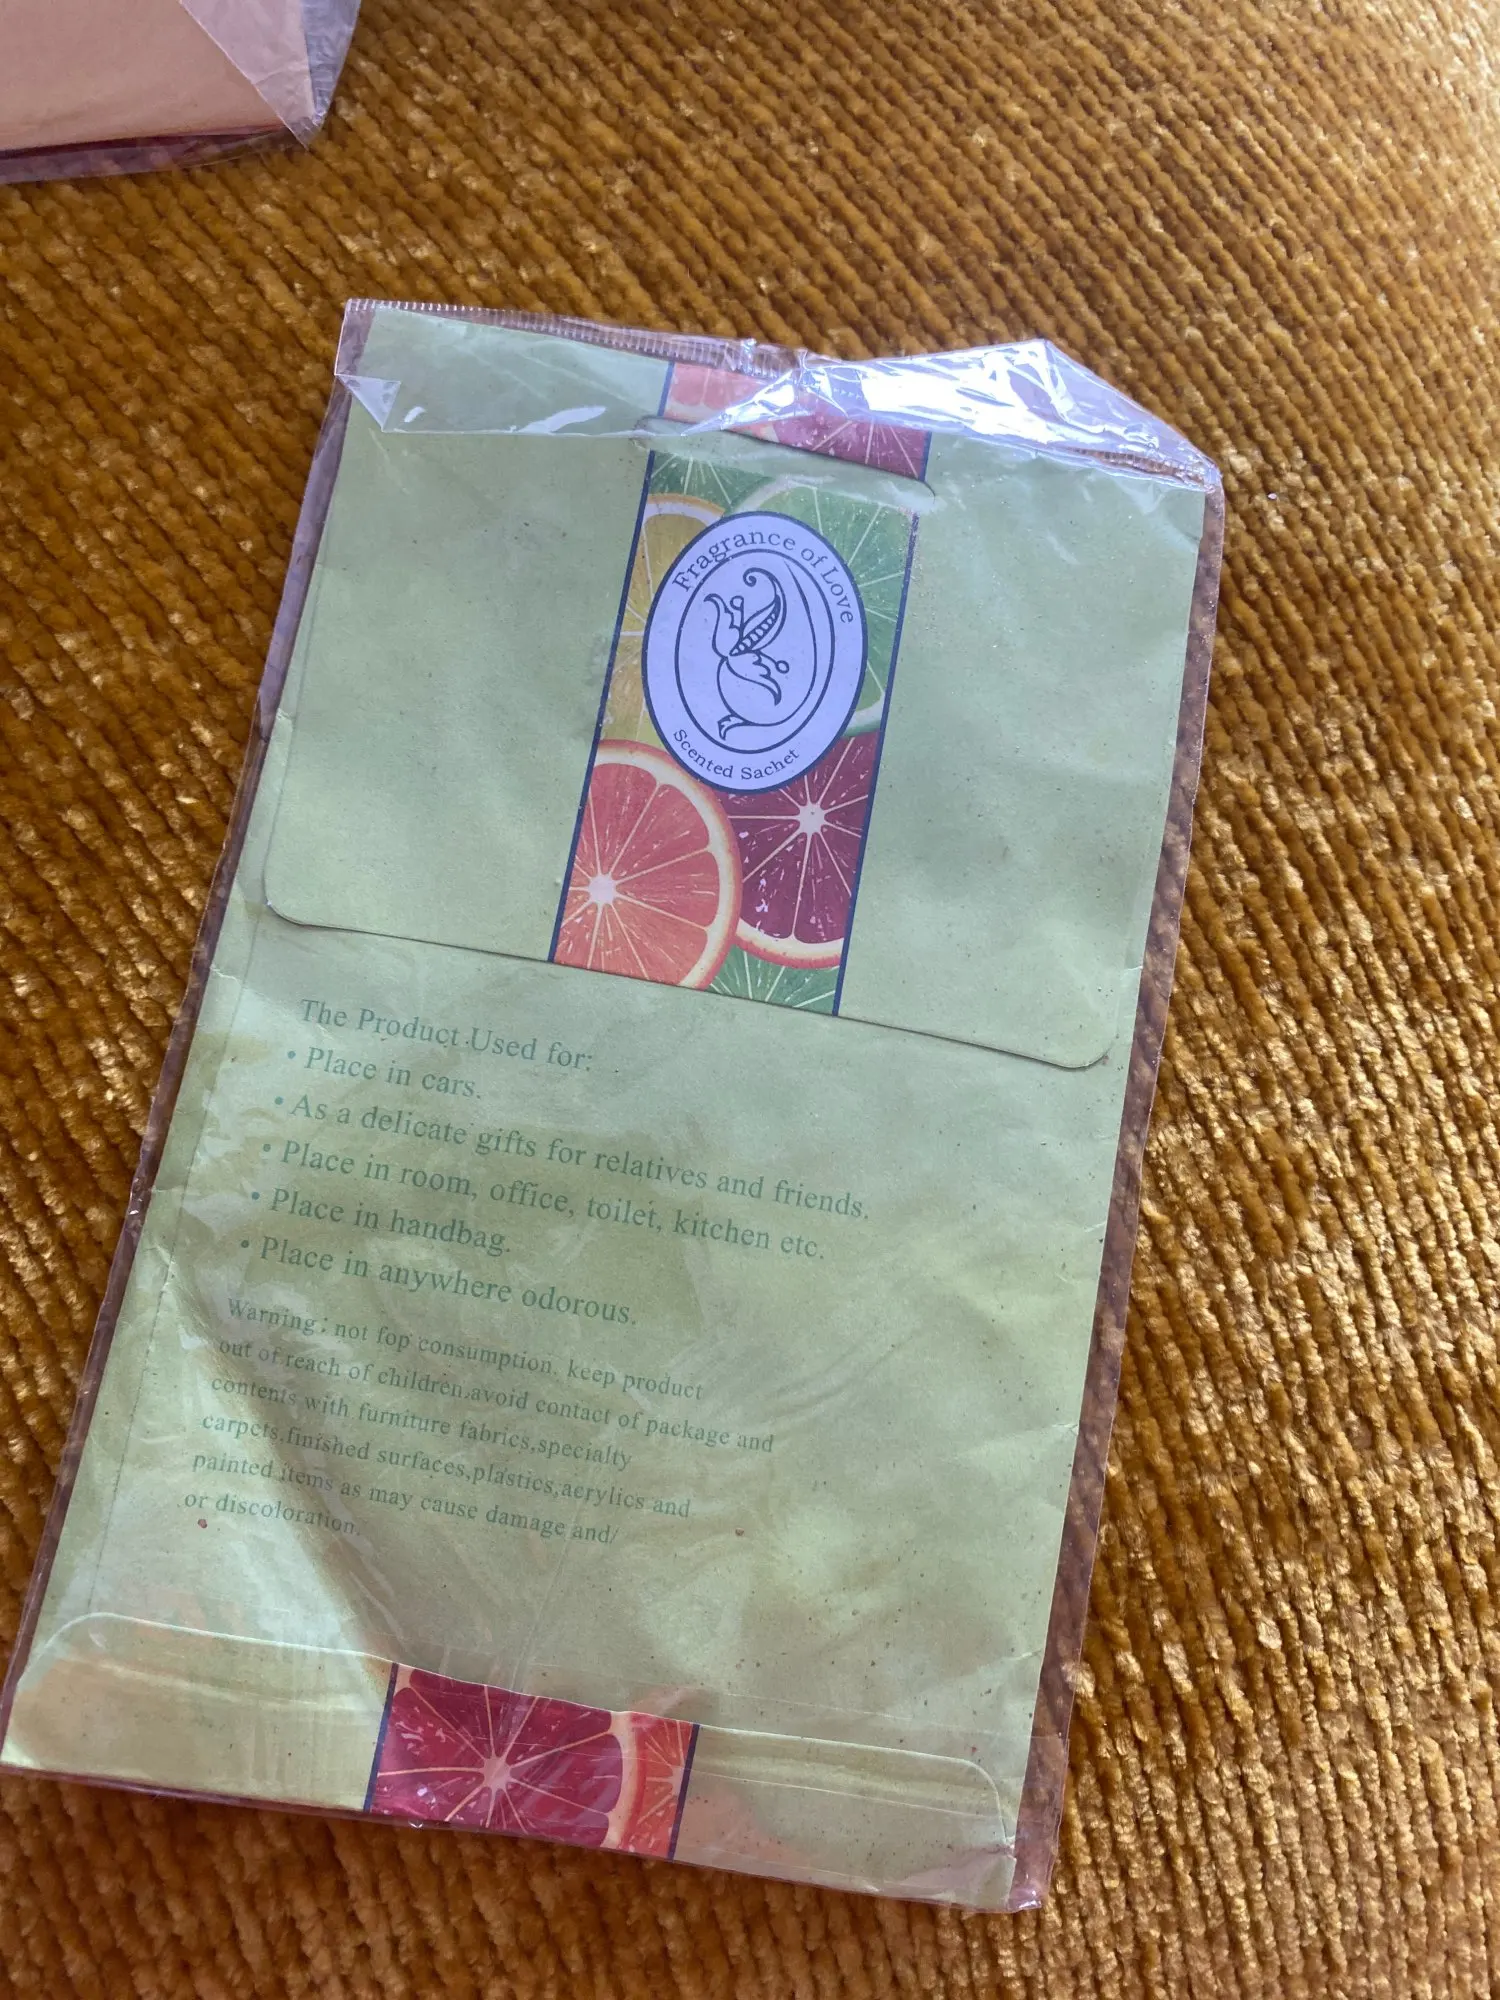 Fragrance of Love
Scented Sachet
The Product Used for:
• Place in cars.
• As a delicate gifts for relatives and friends.
• Place in room, office, toilet, kitchen etc.
• Place in handbag.
• Place in anywhere odorous.
Warning: not fop consumption, keep product
out of reach of children,avoid contact of package and
contents with furniture fabrics,specialty
carpets,finished surfaces,plastics,acrylics and
painted items as may cause damage and/
or discoloration.